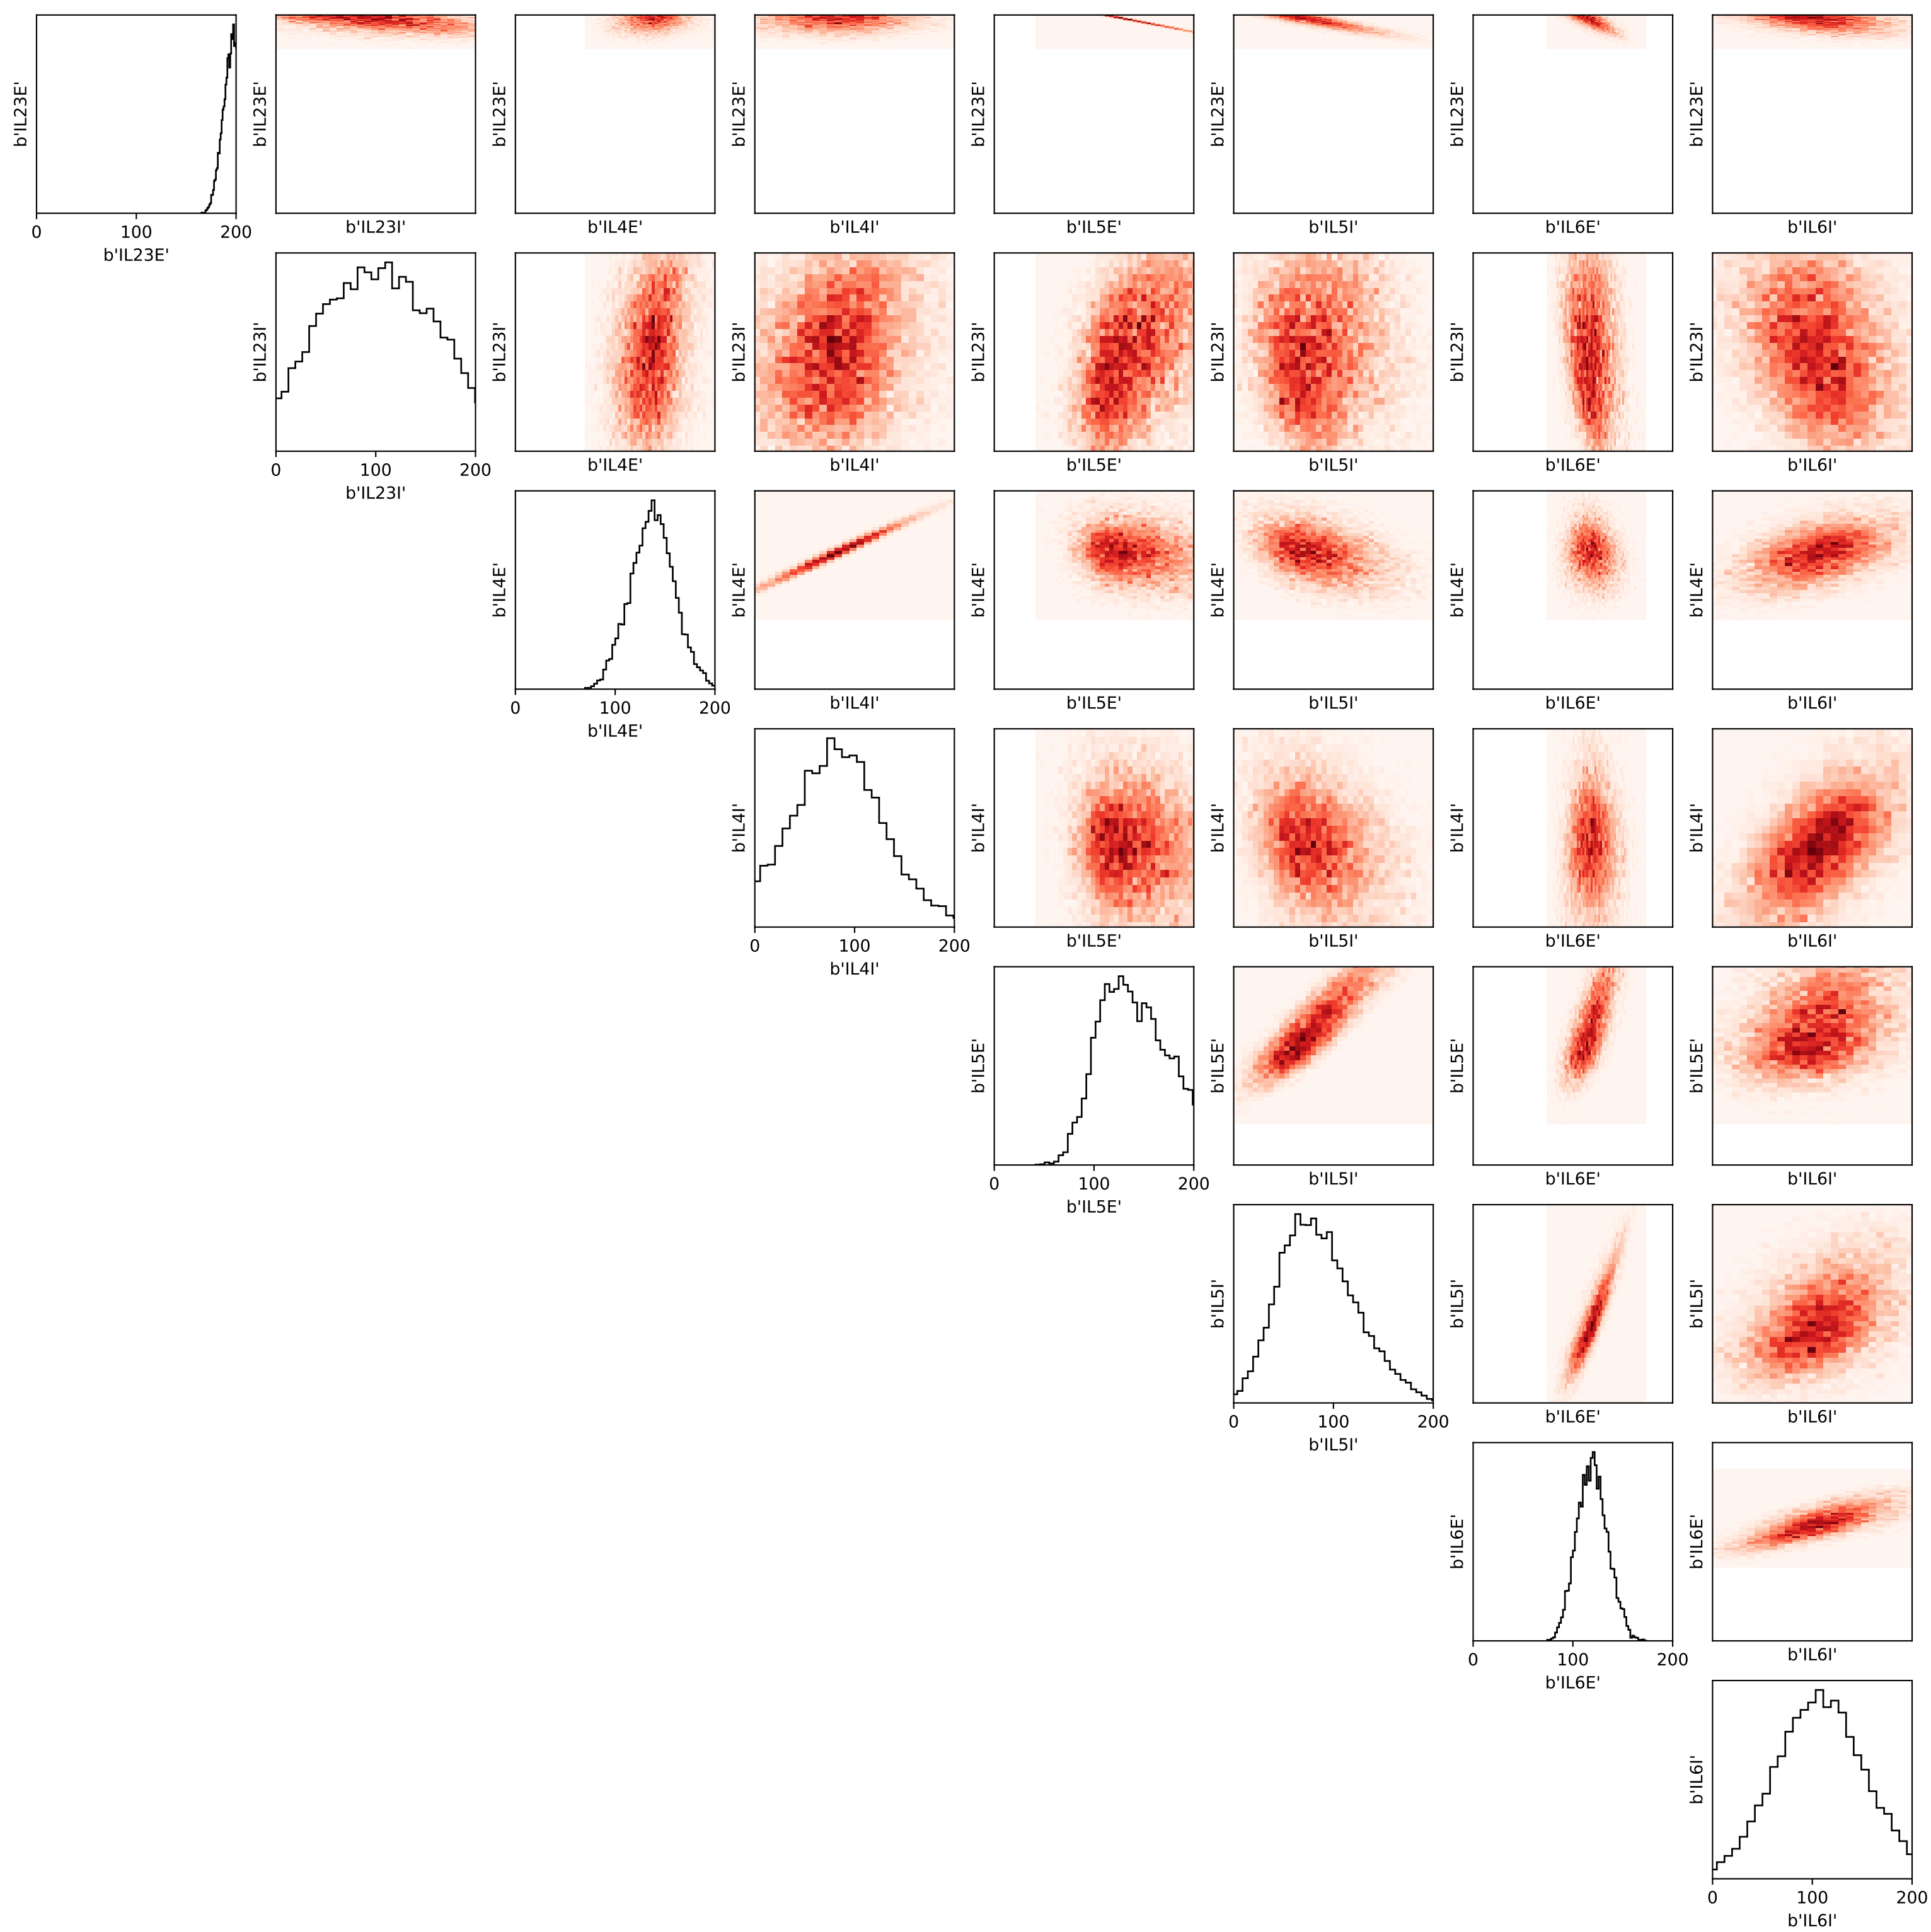 b'IL23E' b'IL23E' b'IL23E' b'IL23E' b'IL23E' b'IL23E' b'IL23E' b'IL23E'
0 100 200 b'IL23I' b'IL4E' b'IL4I' b'IL5E' b'IL5I' b'IL6E' b'IL6I'
b'IL23E'
b'IL23I' b'IL23I' b'IL23I' b'IL23I' b'IL23I' b'IL23I' b'IL23I'
0 100 200 b'IL4E' b'IL4I' b'IL5E' b'IL5I' b'IL6E' b'IL6I'
b'IL23I'
b'IL4E' b'IL4E' b'IL4E' b'IL4E' b'IL4E' b'IL4E'
0 100 200 b'IL4I' b'IL5E' b'IL5I' b'IL6E' b'IL6I'
b'IL4E'
b'IL4I' b'IL4I' b'IL4I' b'IL4I' b'IL4I'
0 100 200 b'IL5E' b'IL5I' b'IL6E' b'IL6I'
b'IL4I'
b'IL5E' b'IL5E' b'IL5E' b'IL5E'
0 100 200 b'IL5I' b'IL6E' b'IL6I'
b'IL5E'
b'IL5I' b'IL5I' b'IL5I'
0 100 200 b'IL6E' b'IL6I'
b'IL5I'
b'IL6E' b'IL6E'
0 100 200 b'IL6I'
b'IL6E'
b'IL6I'
0 100 200
b'IL6I'